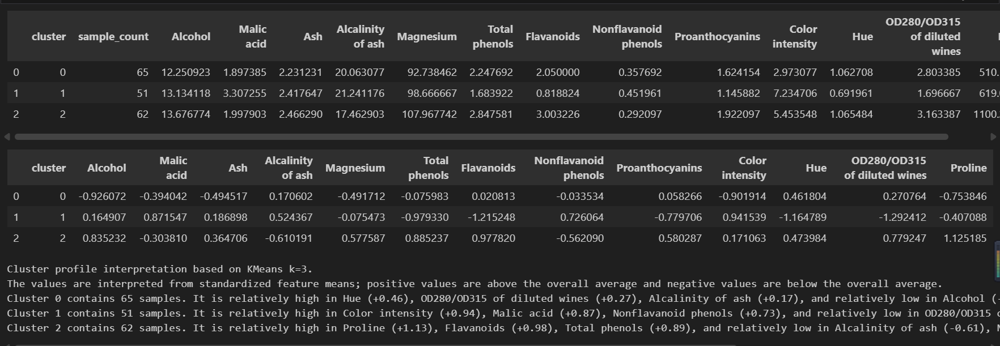 cluster sample_count Alcohol Malic acid Ash Alcalinity of ash Magnesium Total phenols Flavanoids Nonflavanoid phenols Proanthocyanins Color intensity Hue OD280/OD315 of diluted wines
0 0 65 12.250923 1.897385 2.231231 20.063077 92.738462 2.247692 2.050000 0.357692 1.624154 2.973077 1.062708 2.803385 510.
1 1 51 13.134118 3.307255 2.417647 21.241176 98.666667 1.683922 0.818824 0.451961 1.145882 7.234706 0.691961 1.696667 619.
2 2 62 13.676774 1.997903 2.466290 17.462903 107.967742 2.847581 3.003226 0.292097 1.922097 5.453548 1.065484 3.163387 1100.
cluster Alcohol Malic acid Ash Alcalinity of ash Magnesium Total phenols Flavanoids Nonflavanoid phenols Proanthocyanins Color intensity Hue OD280/OD315 of diluted wines Proline
0 0 -0.926072 -0.394042 -0.494517 0.170602 -0.491712 -0.075983 0.020813 -0.033534 0.058266 -0.901914 0.461804 0.270764 -0.753846
1 1 0.164907 0.871547 0.186898 0.524367 -0.075473 -0.979330 -1.215248 0.726064 -0.779706 0.941539 -1.164789 -1.292412 -0.407088
2 2 0.835232 -0.303810 0.364706 -0.610191 0.577587 0.885237 0.977820 -0.562090 0.580287 0.171063 0.473984 0.779247 1.125185
Cluster profile interpretation based on KMeans k=3.
The values are interpreted from standardized feature means; positive values are above the overall average and negative values are below the overall average.
Cluster 0 contains 65 samples. It is relatively high in Hue (+0.46), OD280/OD315 of diluted wines (+0.27), Alcalinity of ash (+0.17), and relatively low in Alcohol (-
Cluster 1 contains 51 samples. It is relatively high in Color intensity (+0.94), Malic acid (+0.87), Nonflavanoid phenols (+0.73), and relatively low in OD280/OD315
Cluster 2 contains 62 samples. It is relatively high in Proline (+1.13), Flavanoids (+0.98), Total phenols (+0.89), and relatively low in Alcalinity of ash (-0.61),